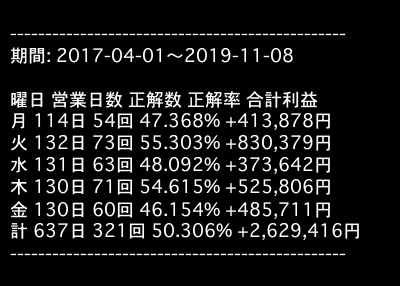 ------------------------------------------------
期間: 2017-04-01〜2019-11-08
曜日 営業日数 正解数 正解率 合計利益
月 114日 54回 47.368% +413,878円
火 132日 73回 55.303% +830,379円
水 131日 63回 48.092% +373,642円
木 130日 71回 54.615% +525,806円
金 130日 60回 46.154% +485,711円
計 637日 321回 50.306% +2,629,416円
------------------------------------------------